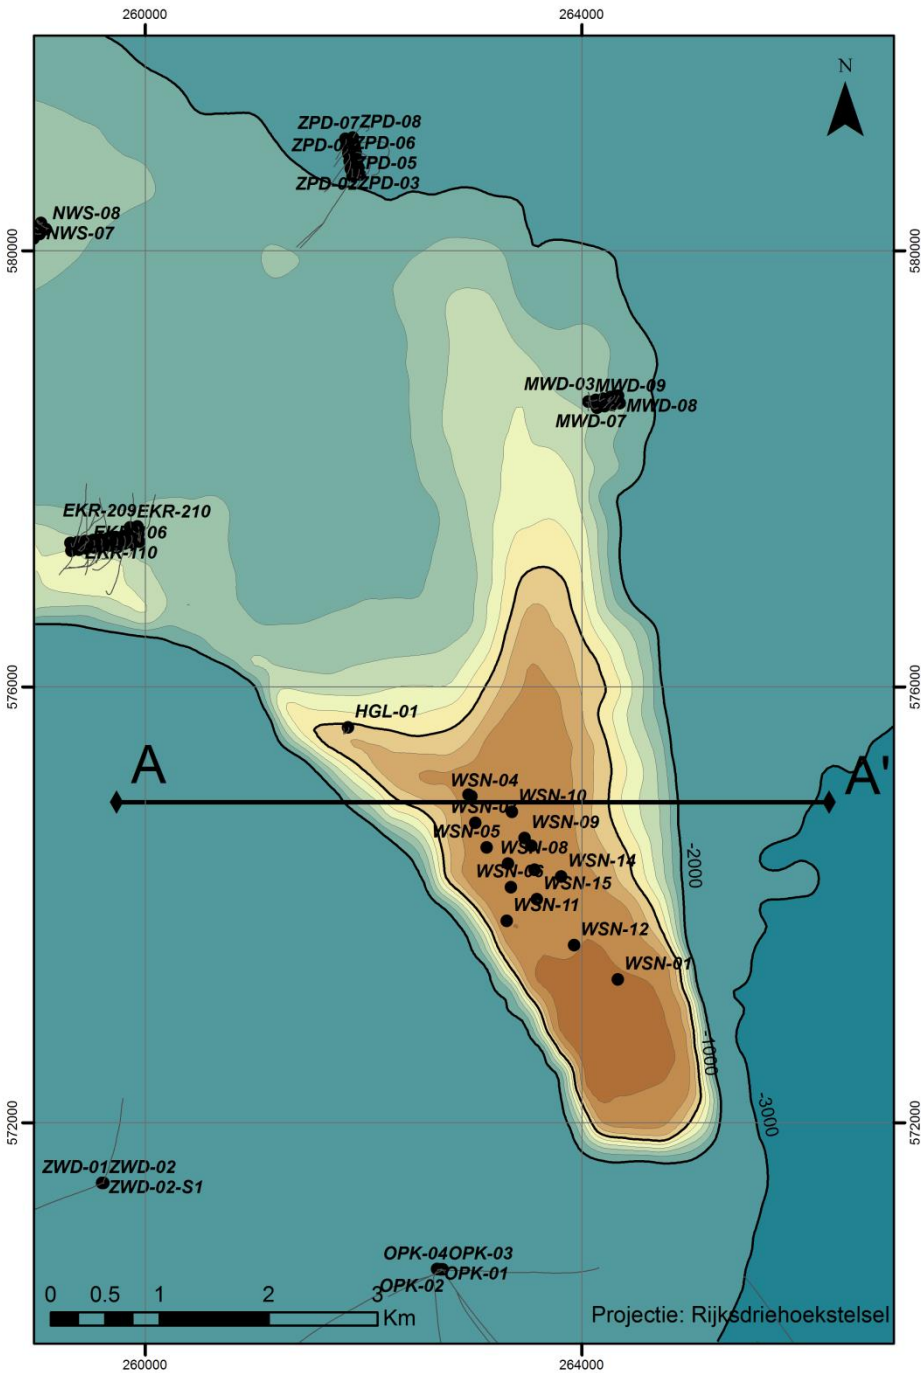 260000
264000
N
ZPD-07 ZPD-08
ZPD-06
ZPD-05
ZPD-02 ZPD-03
NWS-08
NWS-07
580000
580000
MWD-03 MWD-09
MWD-08
MWD-07
EKR-209 EKR-210
EKR-110
576000
576000
HGL-01
A
A'
WSN-04
WSN-10
WSN-09
WSN-05
WSN-08
WSN-14
WSN-15
WSN-11
WSN-12
WSN-01
-2000
-1000
-3000
572000
572000
ZWD-01 ZWD-02
ZWD-02-S1
OPK-04 OPK-03
OPK-01
OPK-02
0 0.5 1 2 3
Km
Projectie: Rijksdriehoekstelsel
260000
264000